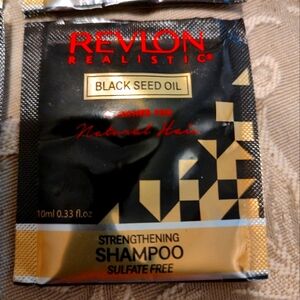 REVLON
REALISTIC®
BLACK SEED OIL
Natural Hair
10ml 0.33 fl.oz
STRENGTHENING
SHAMPOO
SULFATE FREE